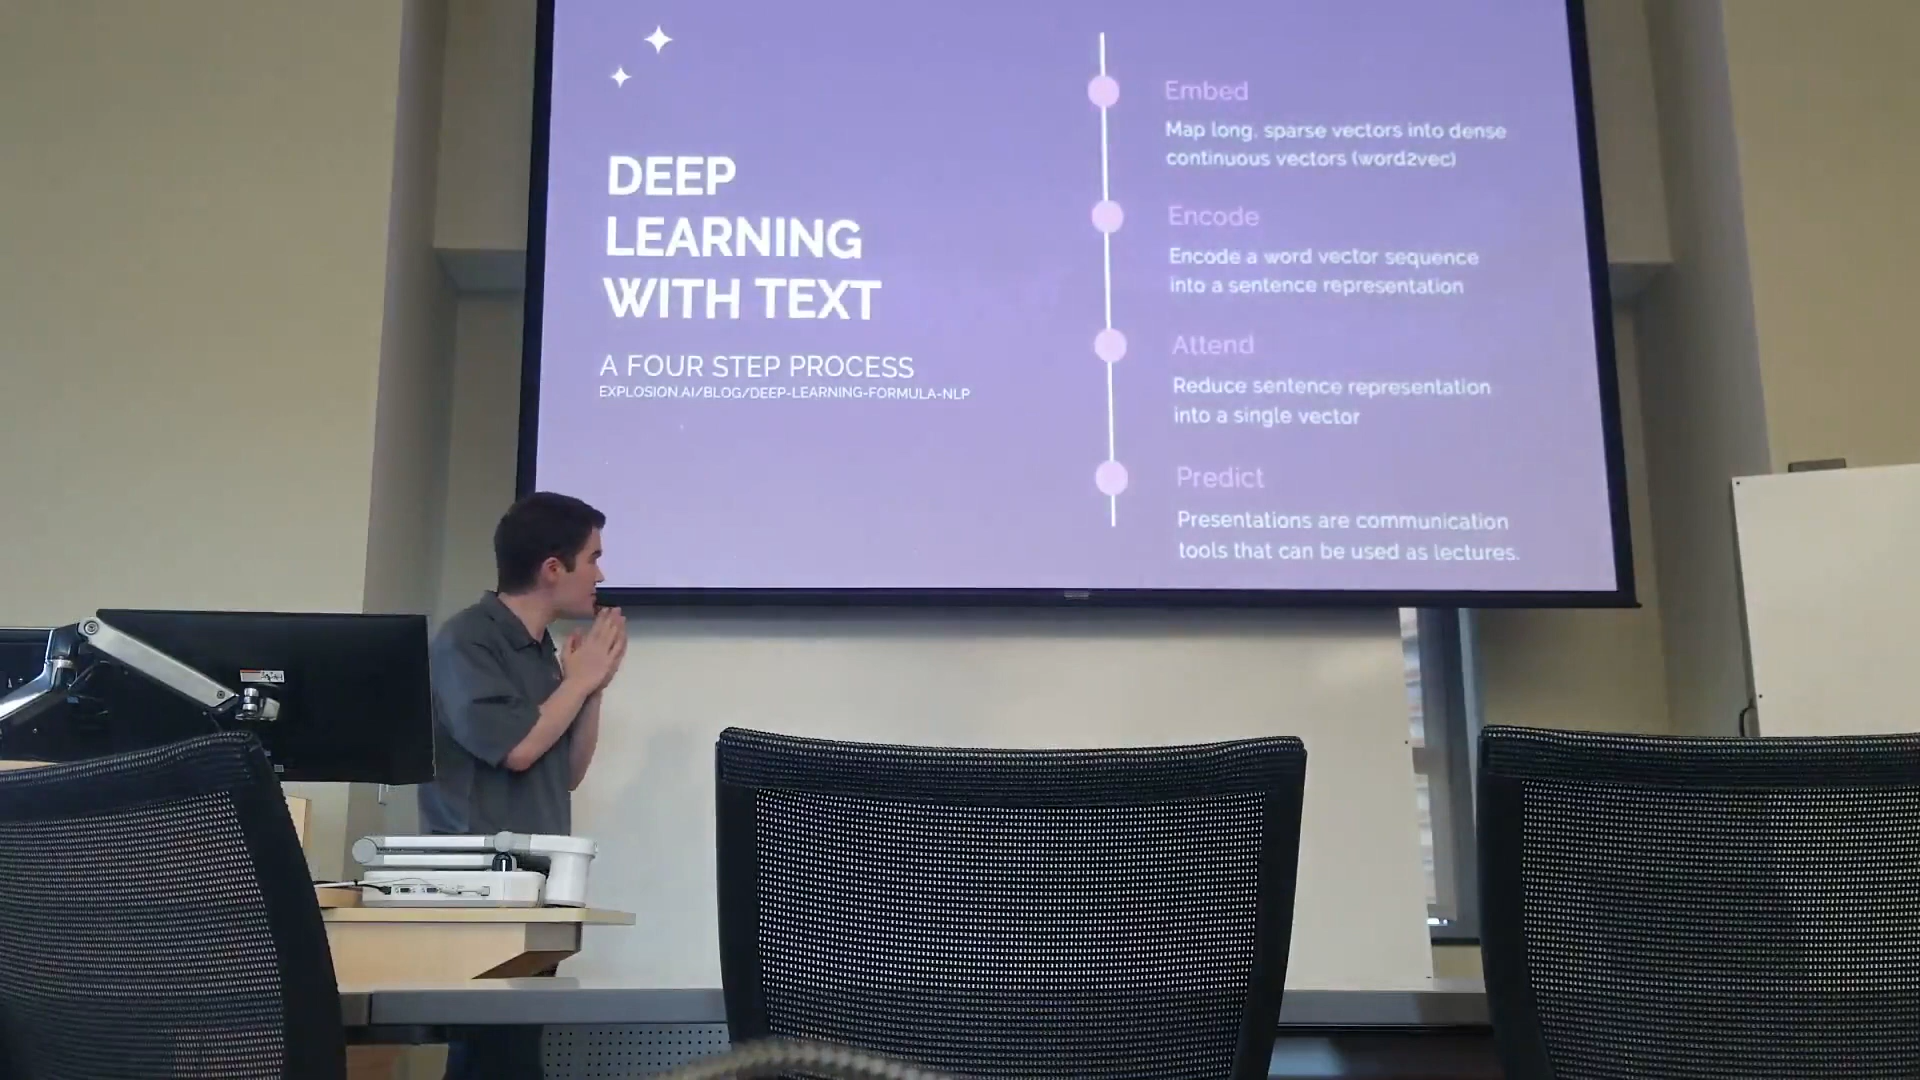 DEEP
LEARNING
WITH TEXT
A FOUR STEP PROCESS
EXPLOSION.AI/BLOG/DEEP-LEARNING-FORMULA-NLP
Embed
Map long, sparse vectors into dense
continuous vectors (word2vec)
Encode
Encode a word vector sequence
into a sentence representation
Attend
Reduce sentence representation
into a single vector
Predict
Presentations are communication
tools that can be used as lectures.